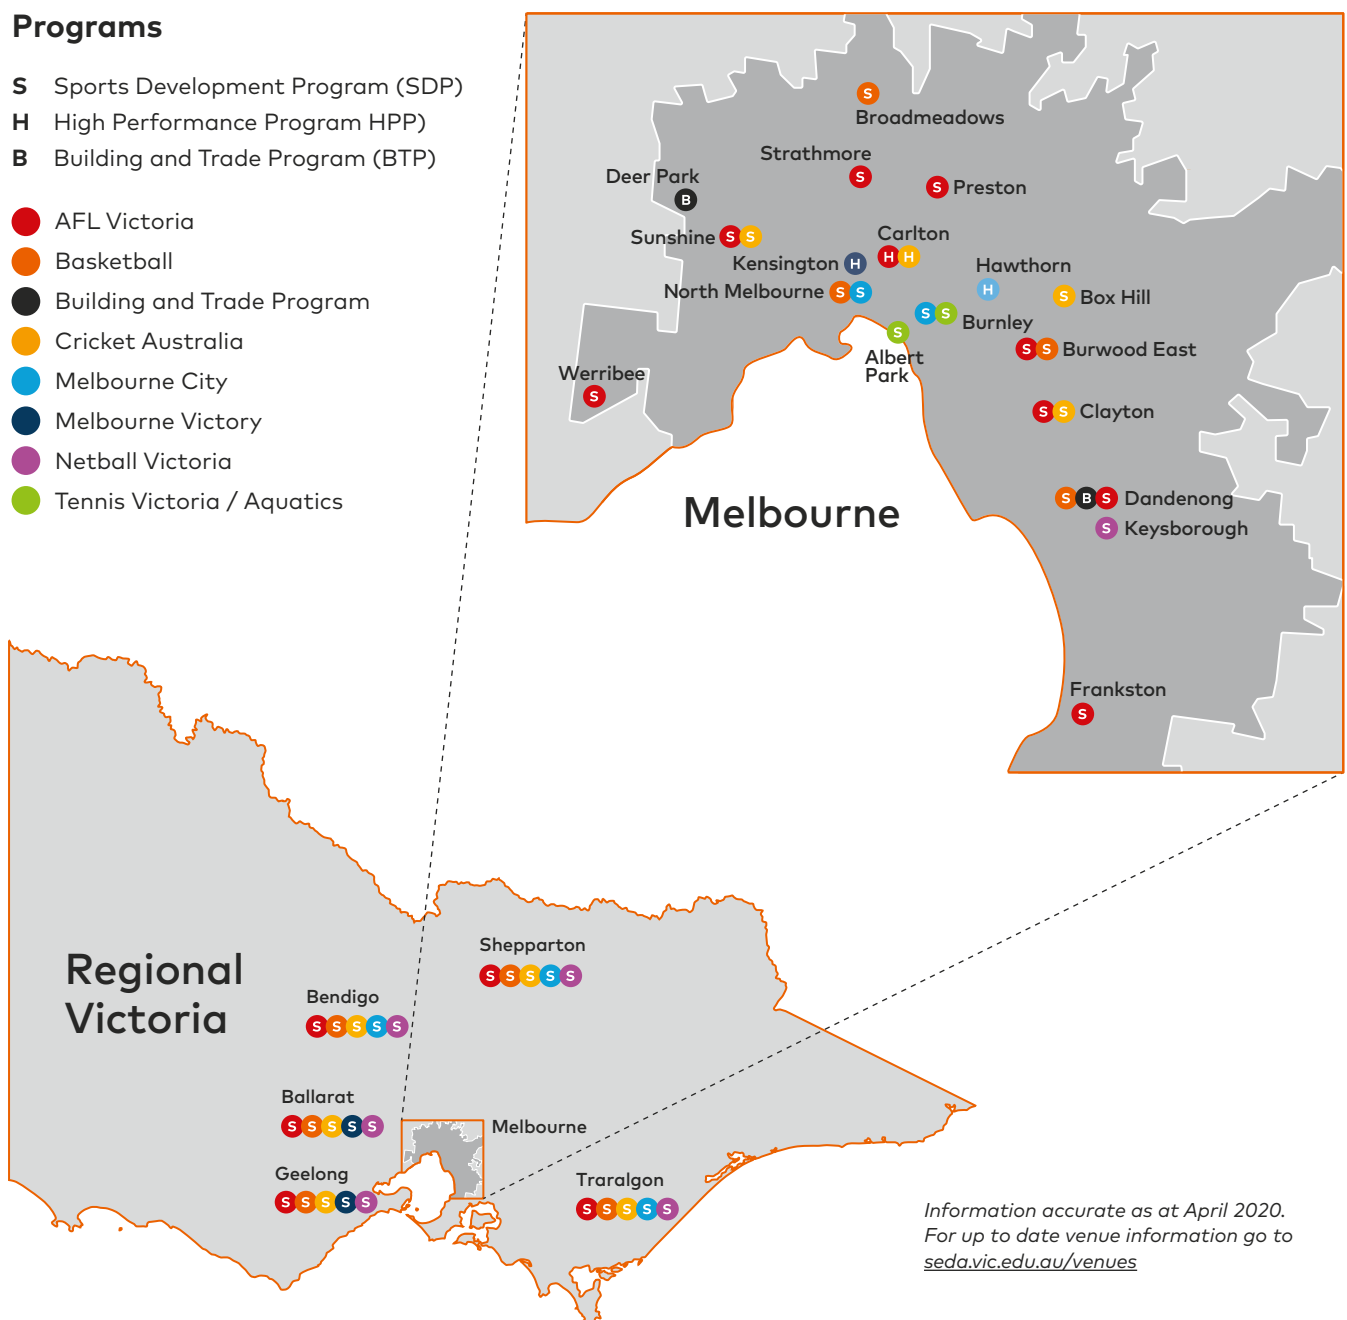 Programs
S Sports Development Program (SDP)
H High Performance Program HPP)
B Building and Trade Program (BTP)
AFL Victoria
Basketball
Building and Trade Program
Cricket Australia
Melbourne City
Melbourne Victory
Netball Victoria
Tennis Victoria / Aquatics
S
Broadmeadows
Strathmore
S
S Preston
Deer Park
B
Sunshine S S
Carlton
H H
Kensington H
Hawthorn
H
North Melbourne S S
S Box Hill
S S Burnley
S
Albert
Park
S S Burwood East
Werribee
S
S S Clayton
Melbourne
S B S Dandenong
S Keysborough
Frankston
S
Regional
Victoria
Shepparton
S S S S S
Bendigo
S S S S S
Ballarat
S S S S S
Melbourne
Geelong
S S S S S
Traralgon
S S S S S
Information accurate as at April 2020.
For up to date venue information go to
seda.vic.edu.au/venues